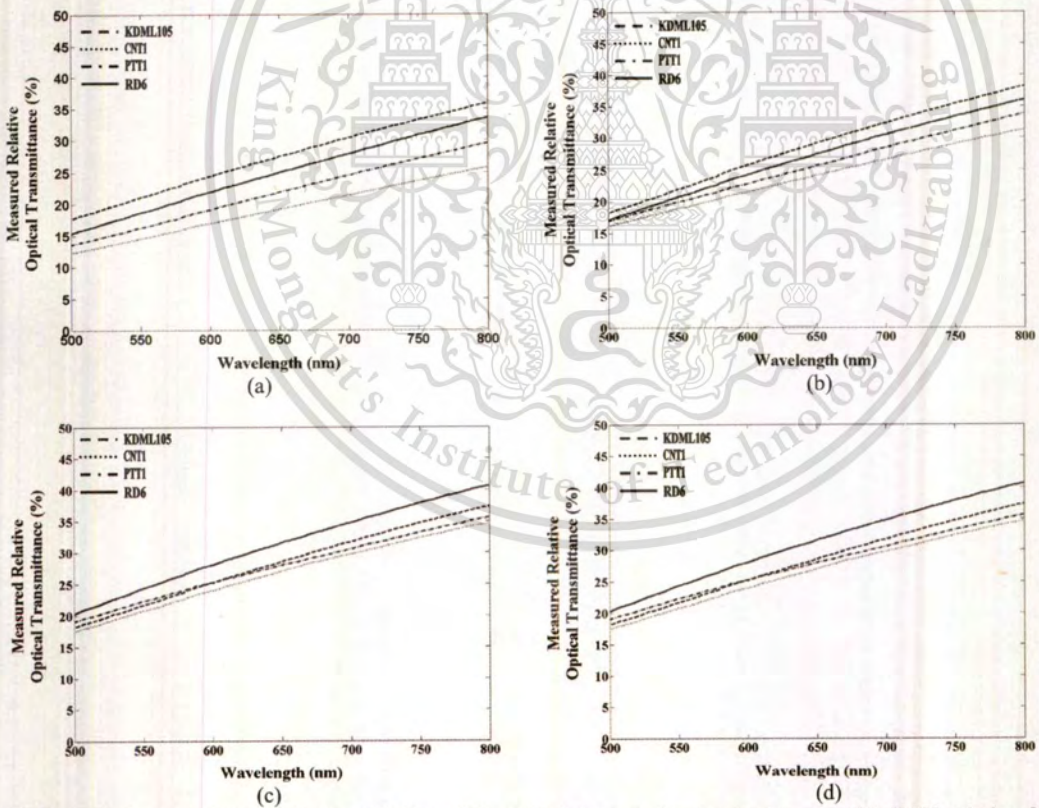 50
45
40
35
30
25
20
15
10
5
0
500 550 600 650 700 750 800
Measured Relative
Optical Transmittance (%)
KDML105
CNT1
PTT1
RD6
Wavelength (nm)
(a)
50
45
40
35
30
25
20
15
10
5
0
500 550 600 650 700 750 800
Measured Relative
Optical Transmittance (%)
KDML105
CNT1
PTT1
RD6
Wavelength (nm)
(b)
50
45
40
35
30
25
20
15
10
5
0
500 550 600 650 700 750 800
Measured Relative
Optical Transmittance (%)
KDML105
CNT1
PTT1
RD6
Wavelength (nm)
(c)
50
45
40
35
30
25
20
15
10
5
0
500 550 600 650 700 750 800
Measured Relative
Optical Transmittance (%)
KDML105
CNT1
PTT1
RD6
Wavelength (nm)
(d)
King Mongkut's Institute of Technology Ladkrabang